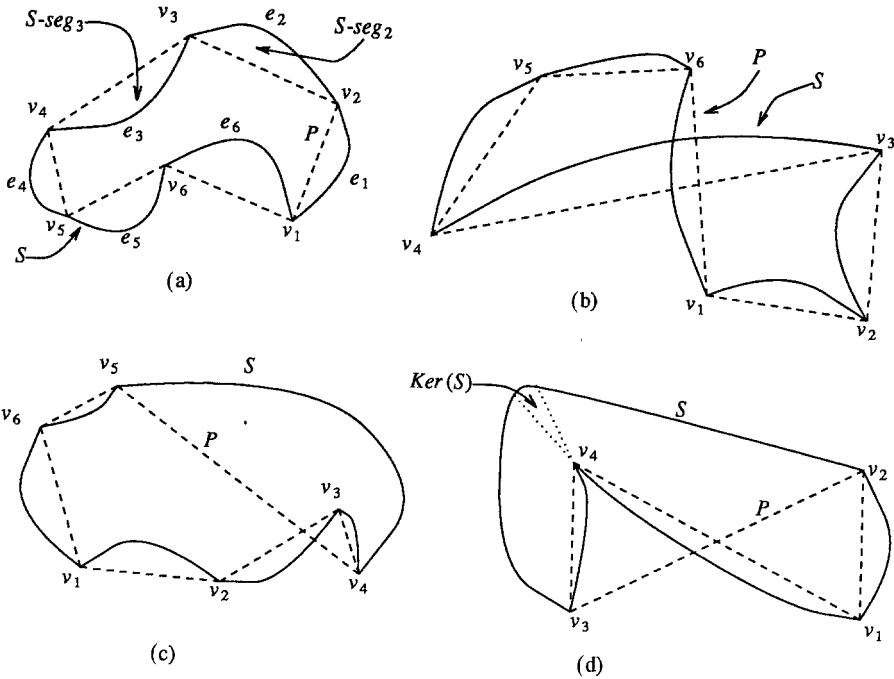 S-seg3
v3
e2
S-seg2
v4
e3
e6
v2
P
e4
v5
v6
e1
S
e5
v1
(a)
v5
v6
P
S
v3
v4
v1
v2
(b)
v5
S
v6
P
v3
v1
v2
v4
(c)
Ker (S)
S
v4
v2
P
v3
v1
(d)